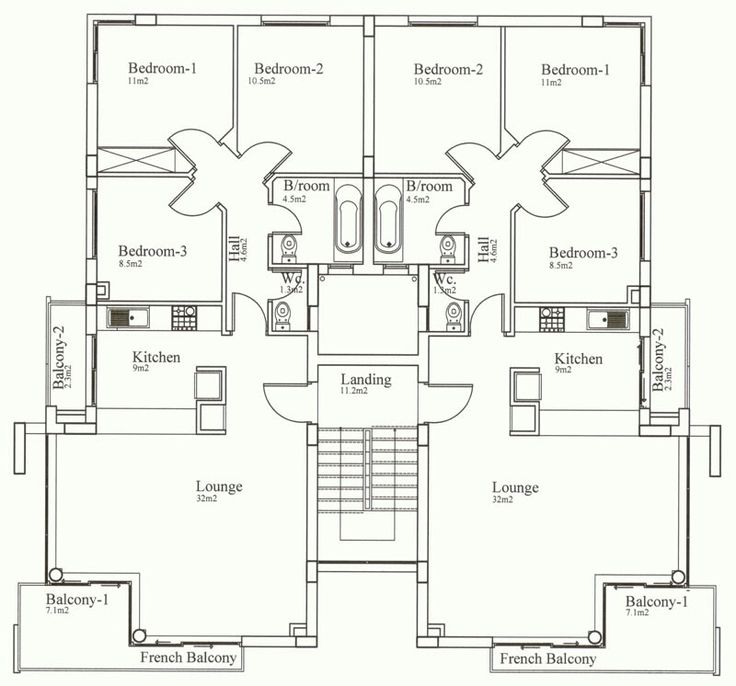 Bedroom-1
11m2
Bedroom-2
10.5m2
Bedroom-2
10.5m2
Bedroom-1
11m2
B/room
4.5m2
B/room
4.5m2
Bedroom-3
8.5m2
Hall
4.6m2
Hall
4.6m2
Bedroom-3
8.5m2
Wc.
1.3m2
Wc.
1.3m2
Balcony-2
2.3m2
Kitchen
9m2
Landing
11.2m2
Kitchen
9m2
Balcony-2
2.3m2
Lounge
32m2
Lounge
32m2
Balcony-1
7.1m2
Balcony-1
7.1m2
French Balcony
French Balcony